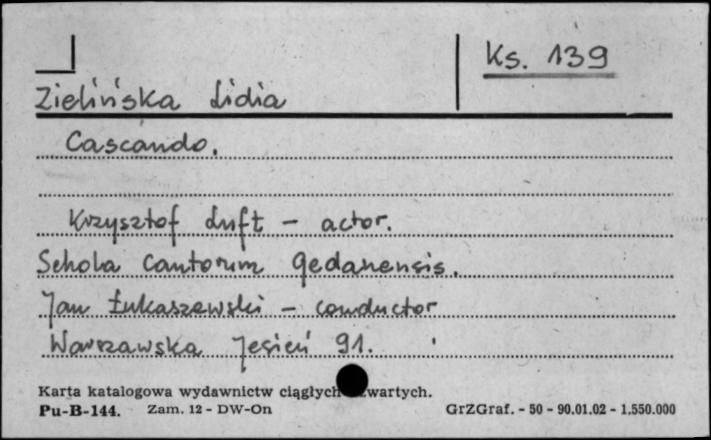 Ks. 139
Zielińska Lidia
Cascando.
Krzysztof Luft - actor.
Schola Cantorum Gedanensis.
Jan Łukaszewski - conductor
Warszawska Jesień 91.
Karta katalogowa wydawnictw ciągłych zwartych.
Pu-B-144. Zam. 12 - DW-On GrZGraf. - 50 - 90.01.02 - 1.550.000